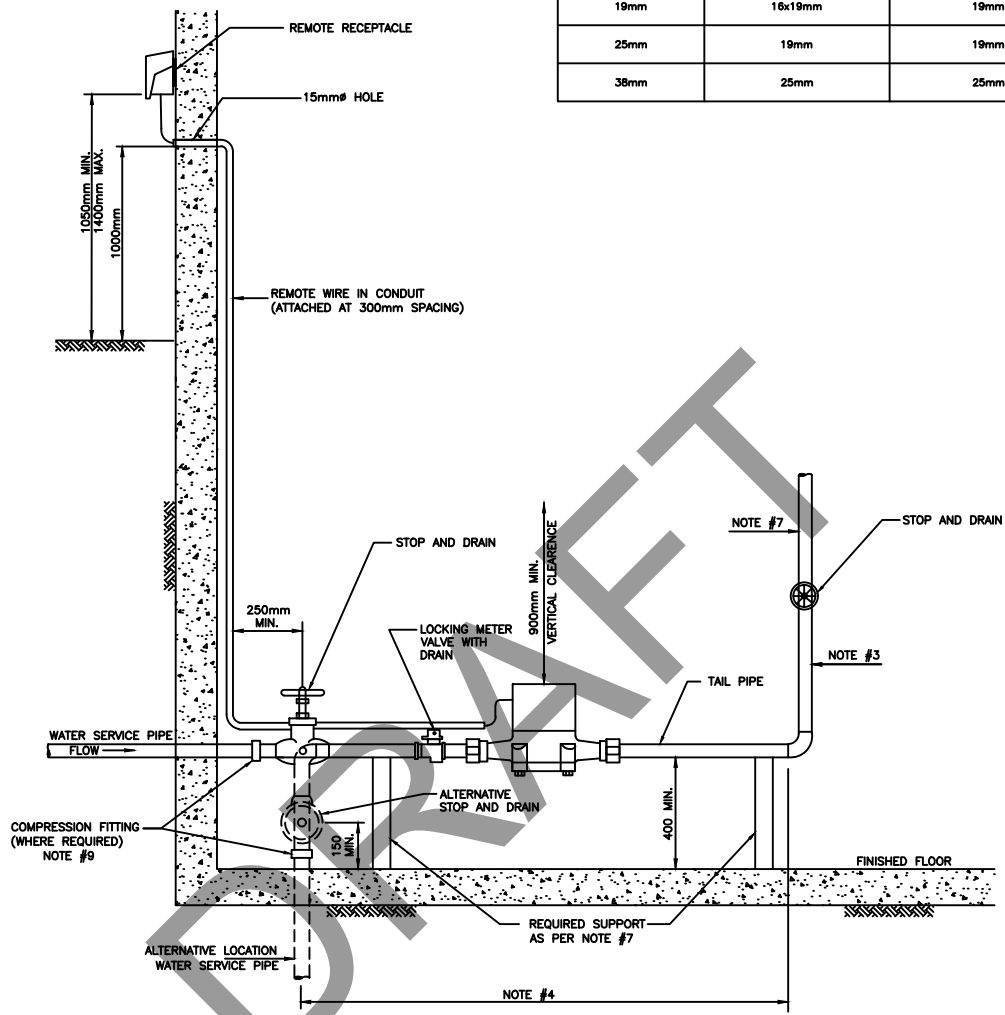 19mm 16x19mm 19mm
25mm 19mm 19mm
38mm 25mm 25mm
REMOTE RECEPTACLE
15mmø HOLE
1050mm MIN.
1400mm MAX.
1000mm
REMOTE WIRE IN CONDUIT
(ATTACHED AT 300mm SPACING)
NOTE #7
STOP AND DRAIN
STOP AND DRAIN
900mm MIN.
VERTICAL CLEARENCE
250mm
MIN.
LOCKING METER
VALVE WITH
DRAIN
NOTE #3
TAIL PIPE
WATER SERVICE PIPE
FLOW
ALTERNATIVE
STOP AND DRAIN
400 MIN.
COMPRESSION FITTING
(WHERE REQUIRED)
NOTE #9
150
MIN.
FINISHED FLOOR
REQUIRED SUPPORT
AS PER NOTE #7
ALTERNATIVE LOCATION
WATER SERVICE PIPE
NOTE #4
DRAFT